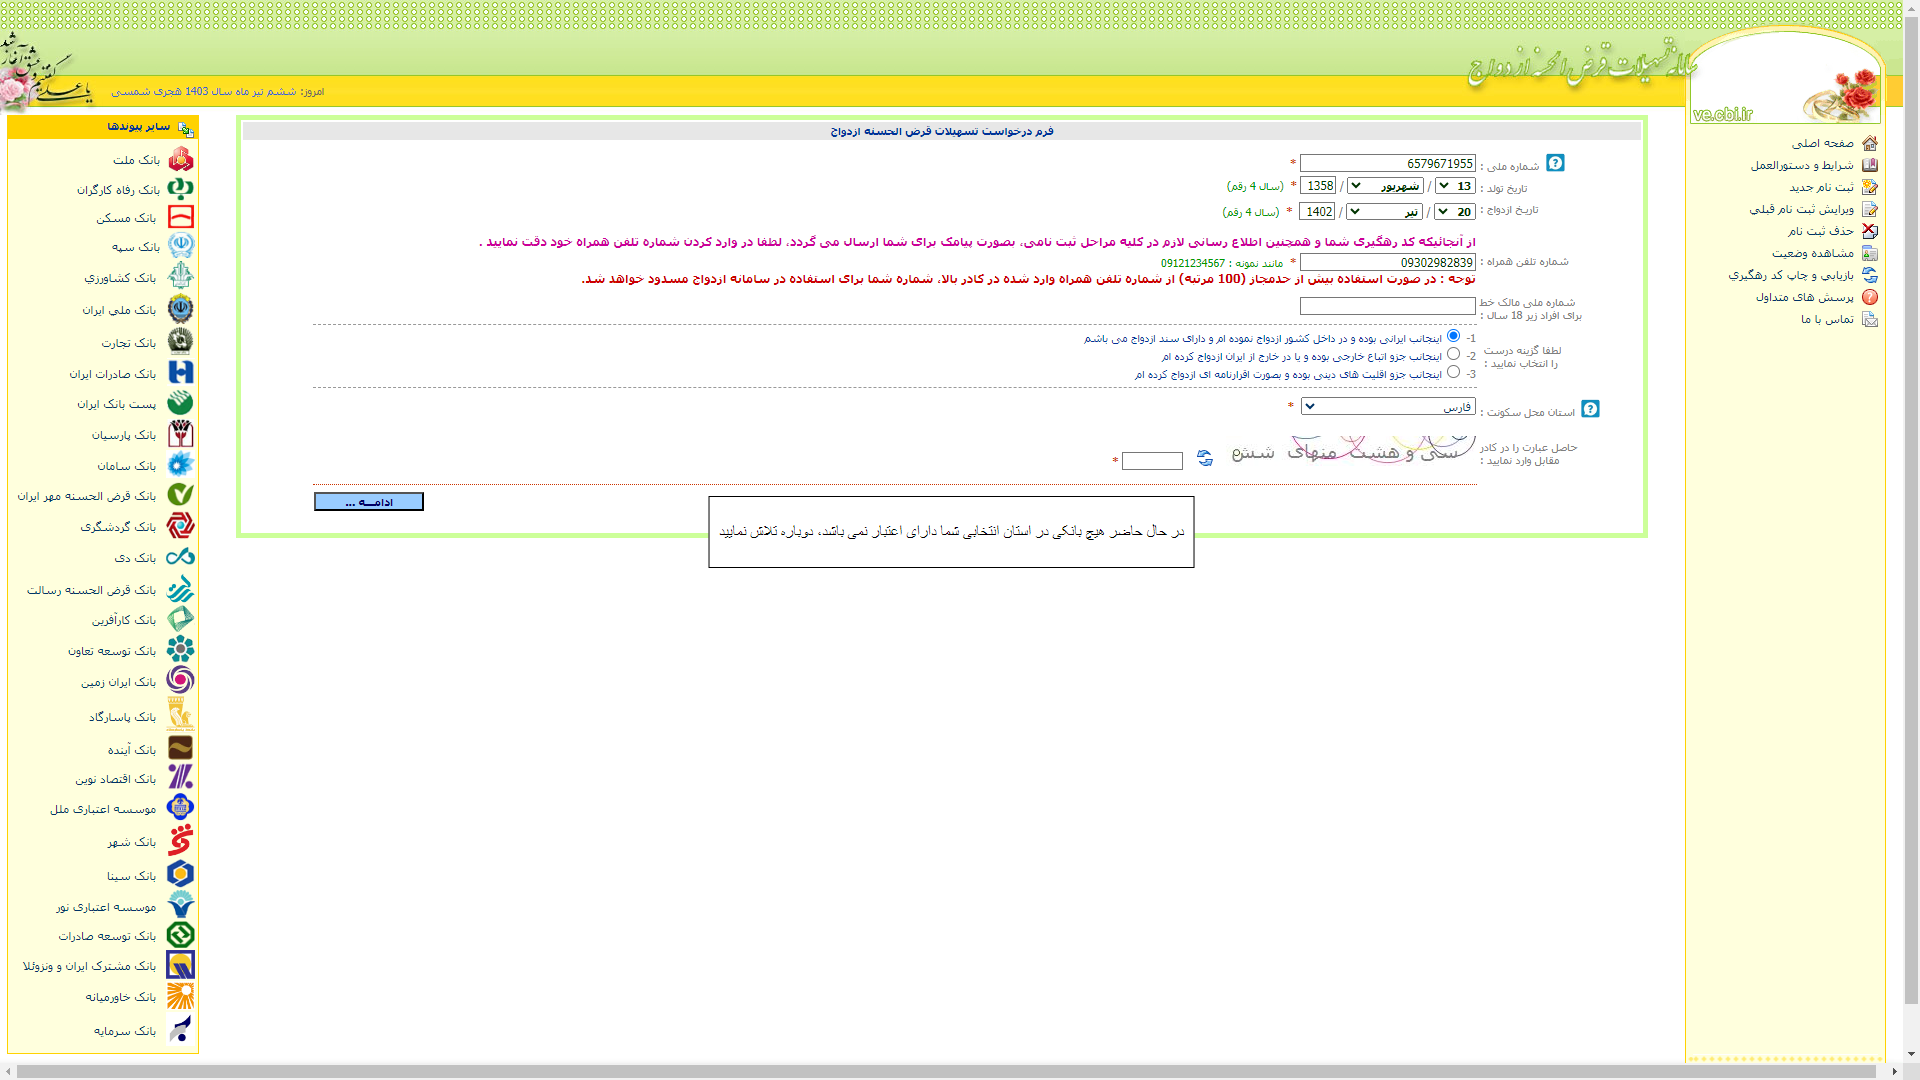 یا علی گفتیم و عشق آغاز شد
سامانه تسهیلات قرض الحسنه ازدواج
ve.cbi.ir
امروز: ششم تیر ماه سال 1403 هجری شمسی
صفحه اصلی
شرایط و دستورالعمل
ثبت نام جدید
ویرایش ثبت نام قبلی
حذف ثبت نام
مشاهده وضعیت
بازیابی و چاپ کد رهگیری
پرسش های متداول
تماس با ما
فرم درخواست تسهیلات قرض الحسنه ازدواج
شماره ملی : 6579671955 *
تاریخ تولد : 13 / شهریور / 1358 * (سال 4 رقم)
تاریخ ازدواج : 20 / تیر / 1402 * (سال 4 رقم)
از آنجائیکه کد رهگیری شما و همچنین اطلاع رسانی لازم در کلیه مراحل ثبت نامی، بصورت پیامک برای شما ارسال می گردد، لطفا در وارد کردن شماره تلفن همراه خود دقت نمایید .
شماره تلفن همراه : 09302982839 * مانند نمونه : 09121234567
توجه : در صورت استفاده بیش از حدمجاز (100 مرتبه) از شماره تلفن همراه وارد شده در کادر بالا، شماره شما برای استفاده در سامانه ازدواج مسدود خواهد شد.
شماره ملی مالک خط
برای افراد زیر 18 سال :
لطفا گزینه درست
را انتخاب نمایید :
1- اینجانب ایرانی بوده و در داخل کشور ازدواج نموده ام و دارای سند ازدواج می باشم
2- اینجانب جزو اتباع خارجی بوده و یا در خارج از ایران ازدواج کرده ام
3- اینجانب جزو اقلیت های دینی بوده و بصورت اقرارنامه ای ازدواج کرده ام
استان محل سکونت : فارس *
حاصل عبارت را در کادر
مقابل وارد نمایید :
سی و هشت منهای شش
*
ادامــه ...
در حال حاضر هیچ بانکی در استان انتخابی شما دارای اعتبار نمی باشد، دوباره تلاش نمایید
سایر پیوندها
بانک ملت
بانک رفاه کارگران
بانک مسکن
بانک سپه
بانک کشاورزی
بانک ملی ایران
بانک تجارت
بانک صادرات ایران
پست بانک ایران
بانک پارسیان
بانک سامان
بانک قرض الحسنه مهر ایران
بانک گردشگری
بانک دی
بانک قرض الحسنه رسالت
بانک کارآفرین
بانک توسعه تعاون
بانک ایران زمین
بانک پاسارگاد
بانک آینده
بانک اقتصاد نوین
موسسه اعتباری ملل
بانک شهر
بانک سینا
موسسه اعتباری نور
بانک توسعه صادرات
بانک مشترک ایران و ونزوئلا
بانک خاورمیانه
بانک سرمایه